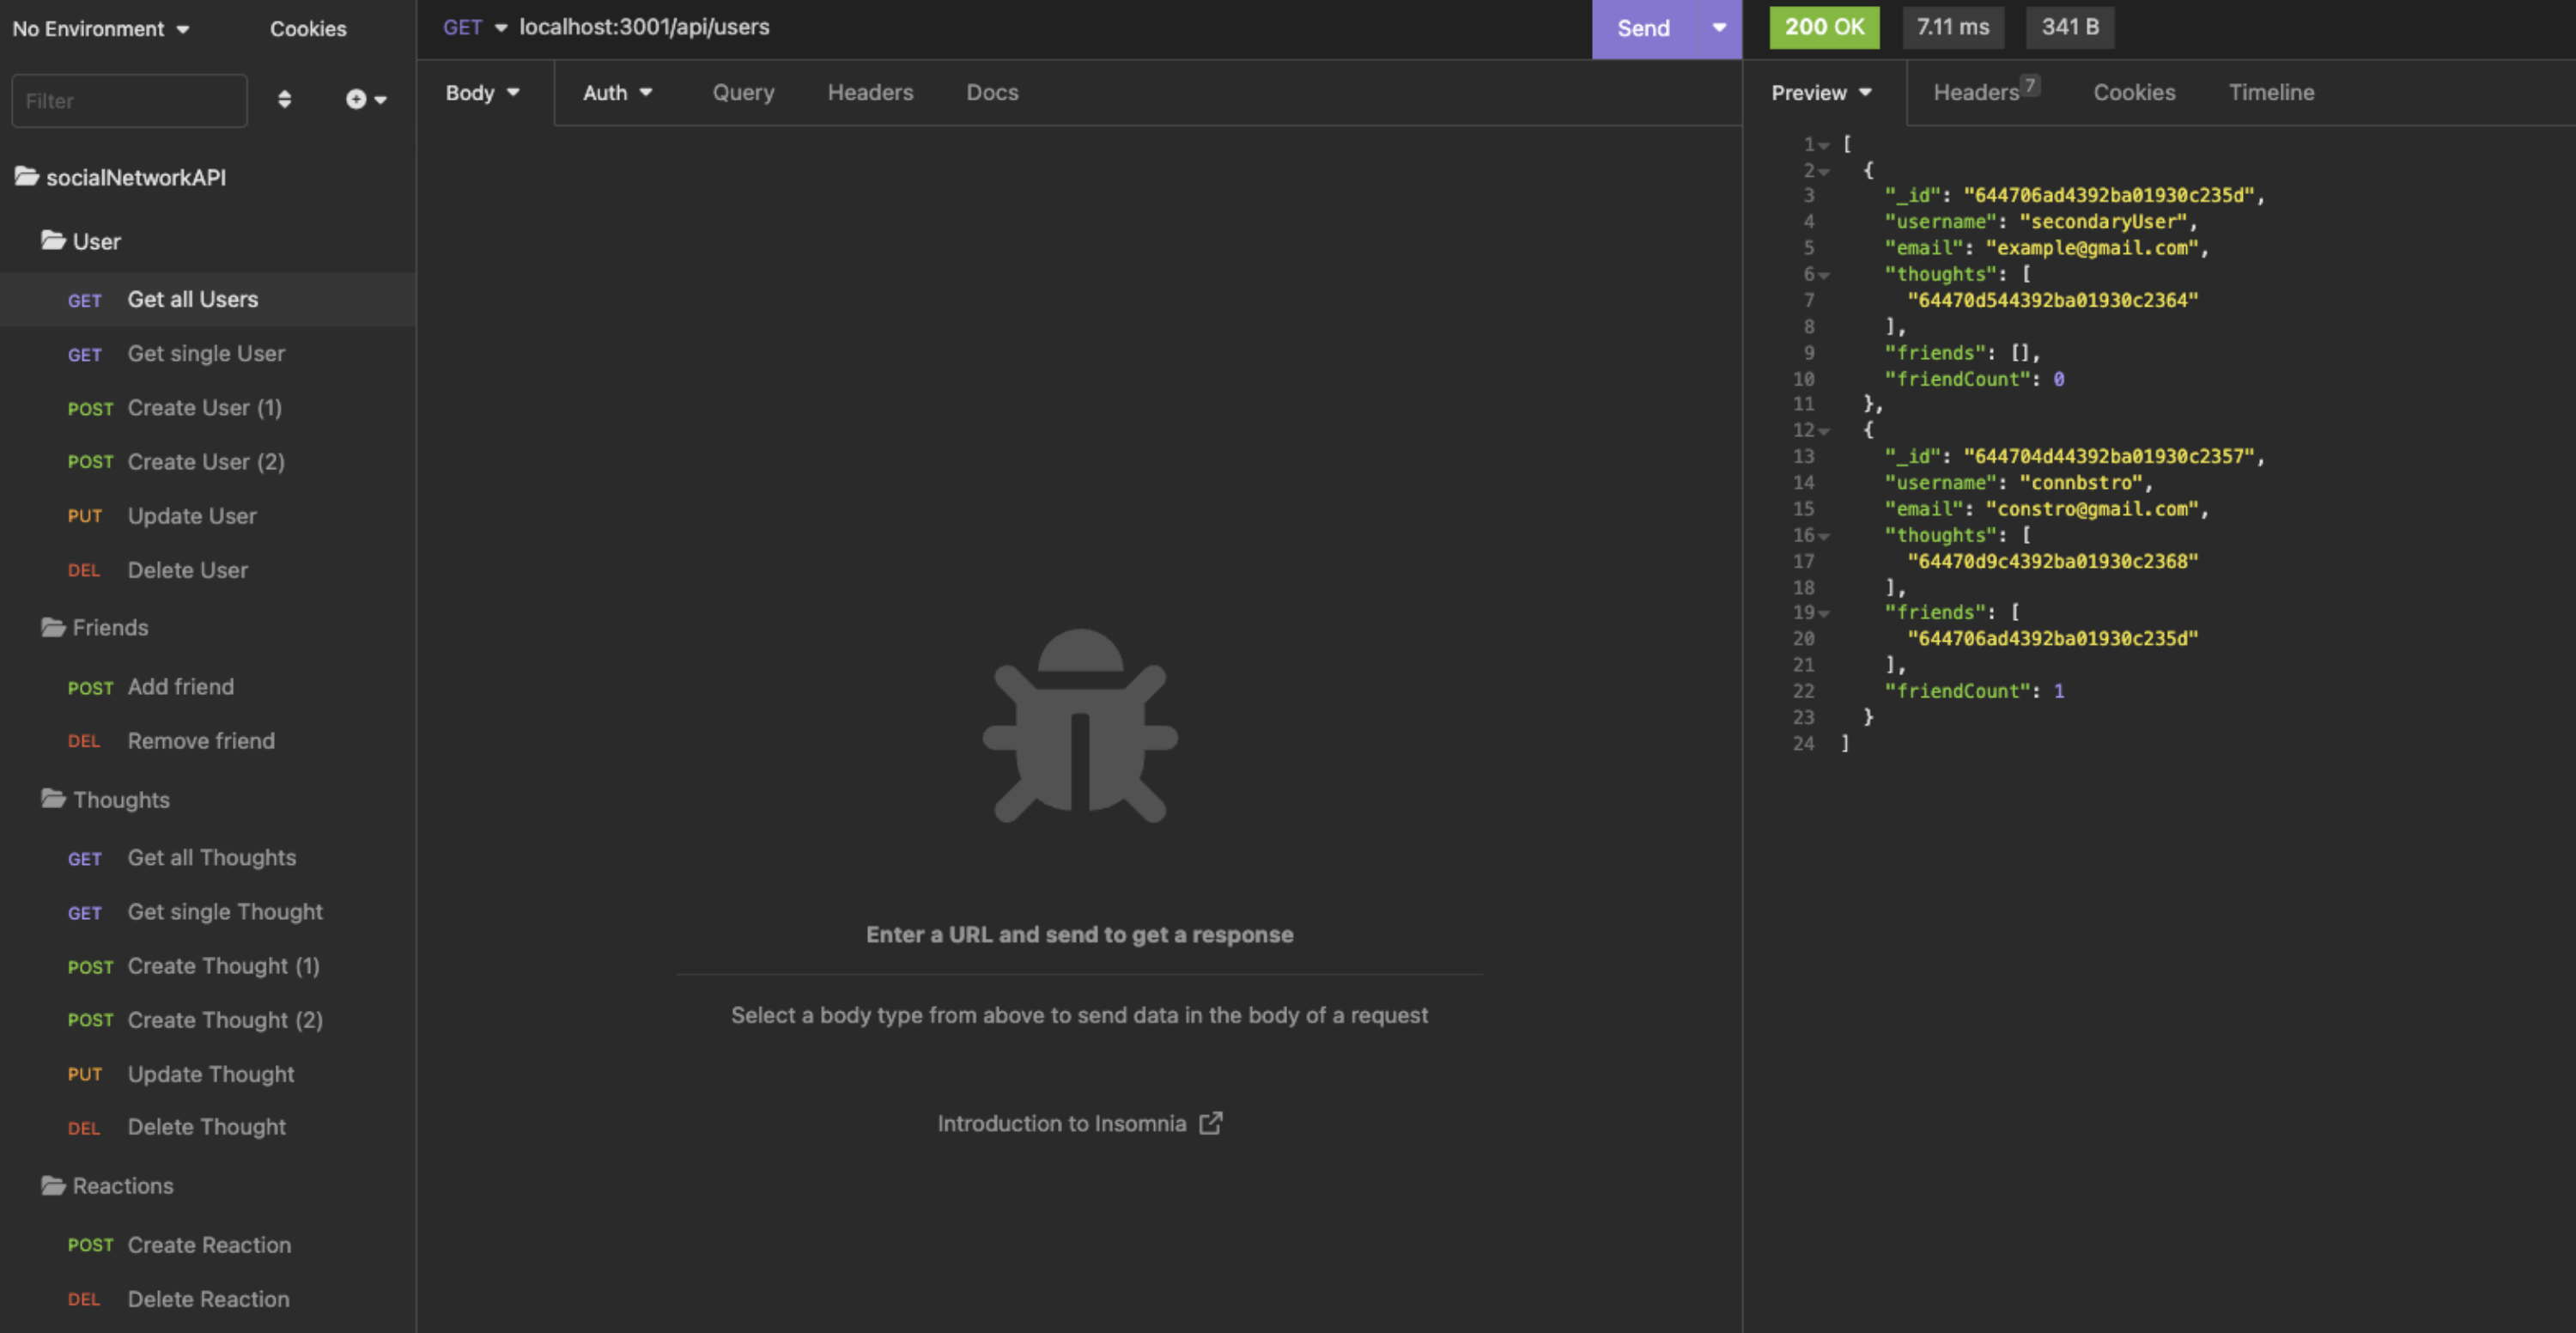 No Environment Cookies
Filter
socialNetworkAPI
User
GET Get all Users
GET Get single User
POST Create User (1)
POST Create User (2)
PUT Update User
DEL Delete User
Friends
POST Add friend
DEL Remove friend
Thoughts
GET Get all Thoughts
GET Get single Thought
POST Create Thought (1)
POST Create Thought (2)
PUT Update Thought
DEL Delete Thought
Reactions
POST Create Reaction
DEL Delete Reaction
GET localhost:3001/api/users Send
Body Auth Query Headers Docs
Enter a URL and send to get a response
Select a body type from above to send data in the body of a request
Introduction to Insomnia
200 OK 7.11 ms 341 B
Preview Headers 7 Cookies Timeline
1 [
2 {
3 "_id": "644706ad4392ba01930c235d",
4 "username": "secondaryUser",
5 "email": "example@gmail.com",
6 "thoughts": [
7 "64470d544392ba01930c2364"
8 ],
9 "friends": [],
10 "friendCount": 0
11 },
12 {
13 "_id": "644704d44392ba01930c2357",
14 "username": "connbstro",
15 "email": "constro@gmail.com",
16 "thoughts": [
17 "64470d9c4392ba01930c2368"
18 ],
19 "friends": [
20 "644706ad4392ba01930c235d"
21 ],
22 "friendCount": 1
23 }
24 ]